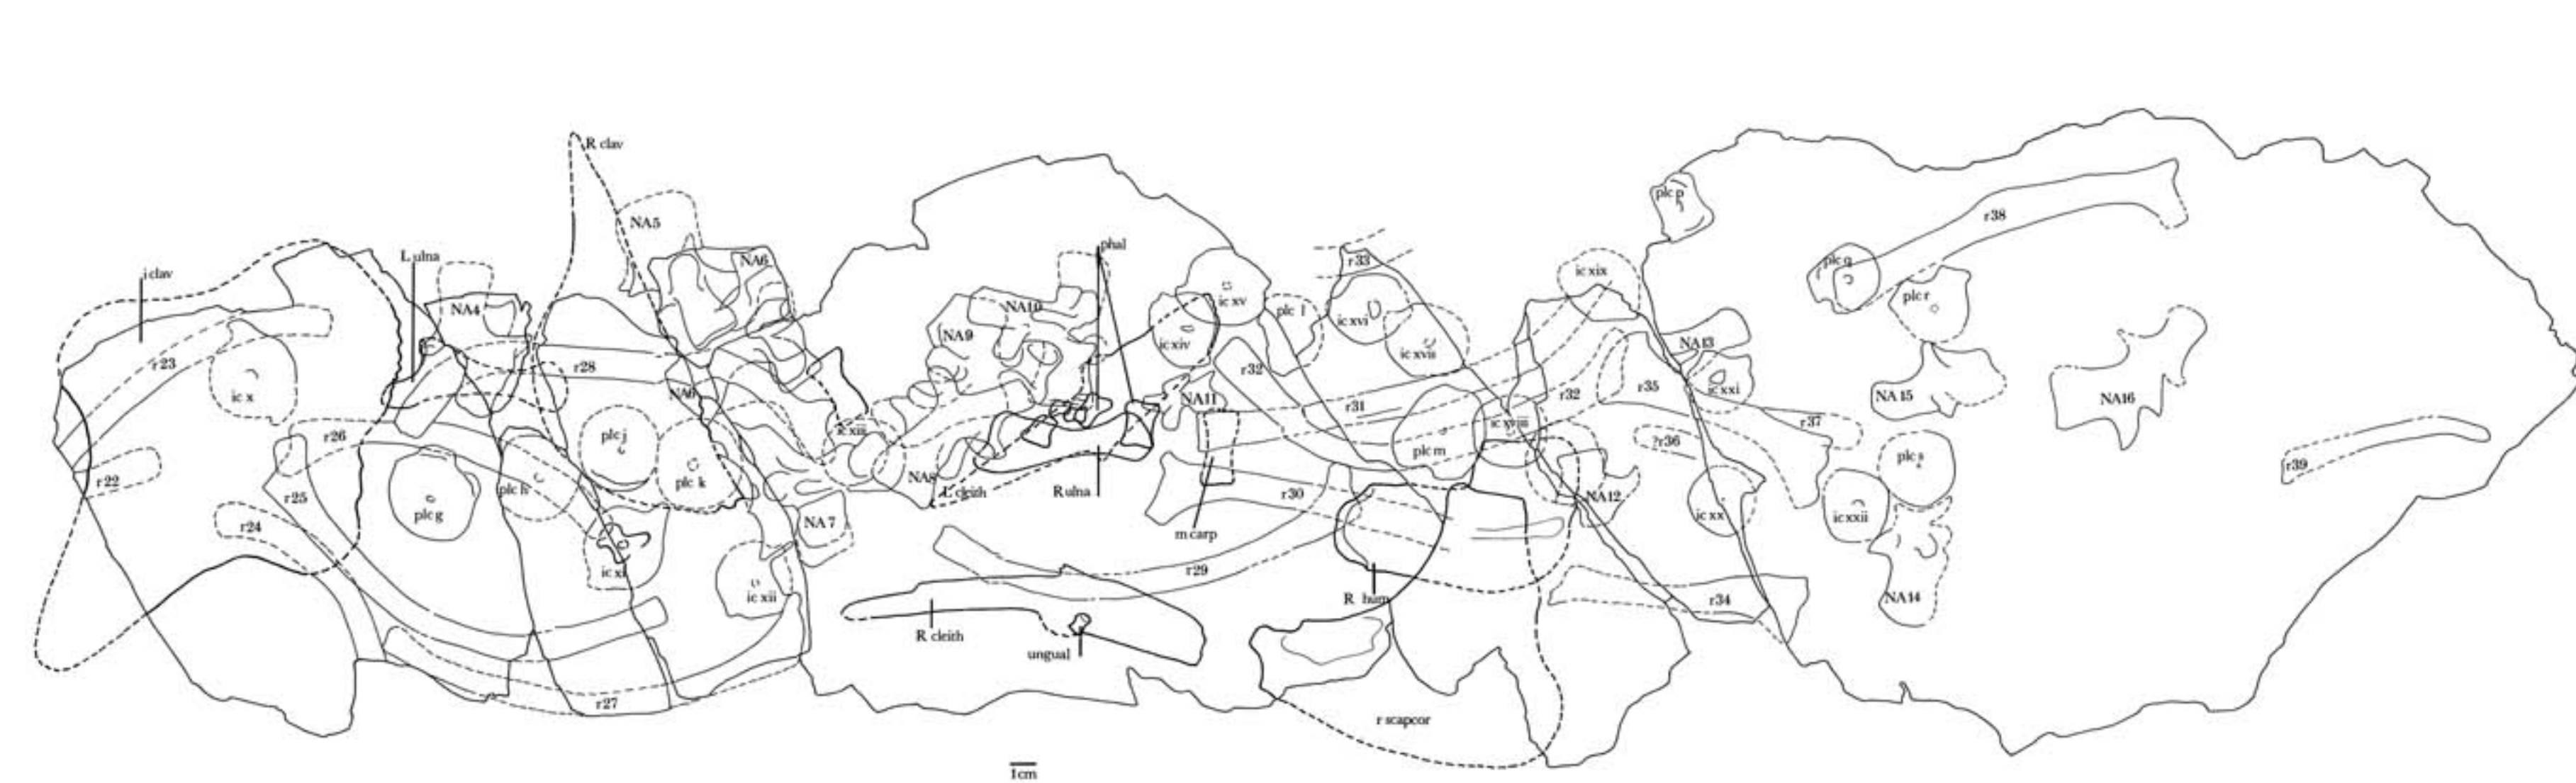 R clav
plc p
NA5
r38
phal
L ulna
NA6
r33
ic xix
plc q
i clav
NA4
NA10
ic xv
plc l
ic xvi
plc r
NA9
ic xiv
ic xvii
NA13
r23
r28
r32
ic xxi
ic x
NA6
NA11
r31
r32
r35
NA15
NA16
r26
plc j
ic xiii
ic xviii
r37
plc m
?r36
plc s
r22
plc h
plc k
NA8
L cleith
R ulna
r30
NA12
r39
r25
plc g
r24
NA7
m carp
ic xx
ic xxii
ic xi
r29
ic xii
R hum
r34
NA14
R cleith
ungual
r27
r scapcor
1cm